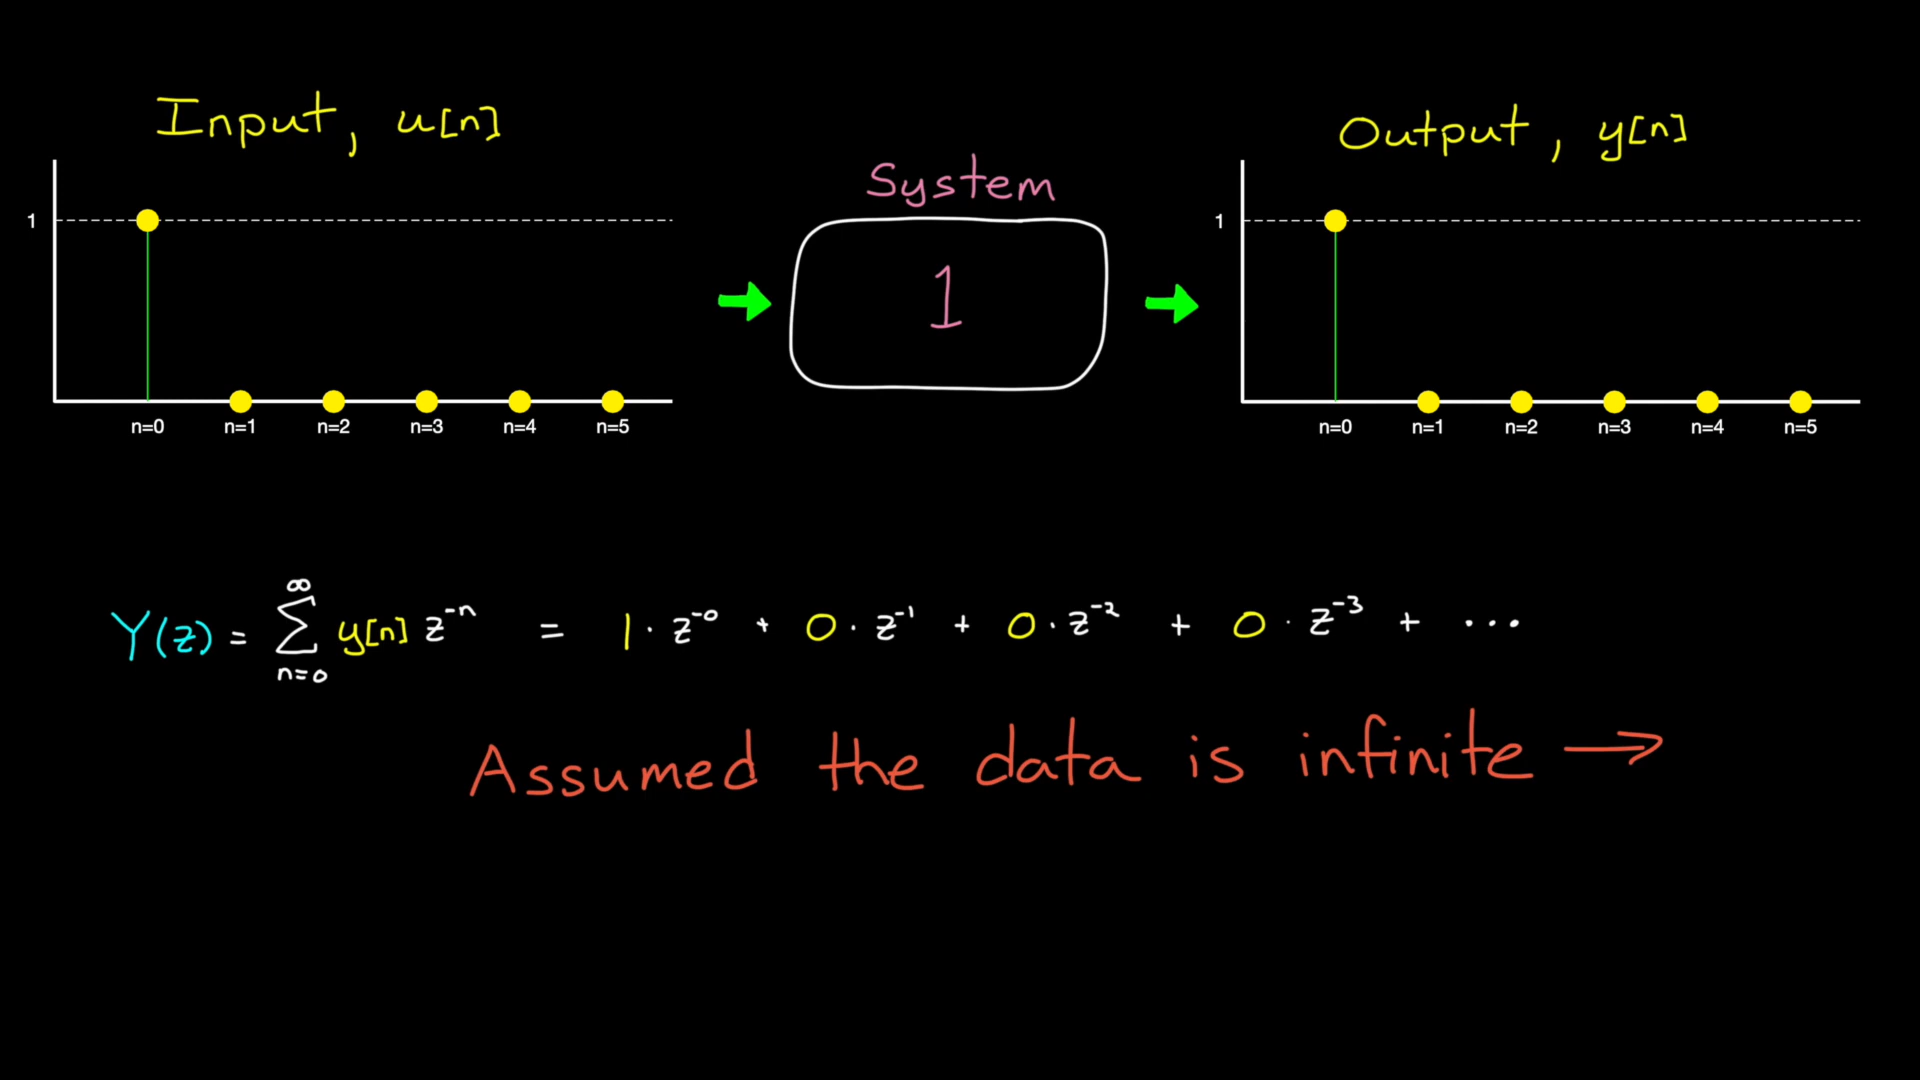 Input, u[n]
Output, y[n]
System
1
1
1
n=0 n=1 n=2 n=3 n=4 n=5
n=0 n=1 n=2 n=3 n=4 n=5
Y(z) = ∑_{n=0}^{∞} y[n] z^{-n} = 1 · z^{-0} + 0 · z^{-1} + 0 · z^{-2} + 0 · z^{-3} + ...
Assumed the data is infinite →